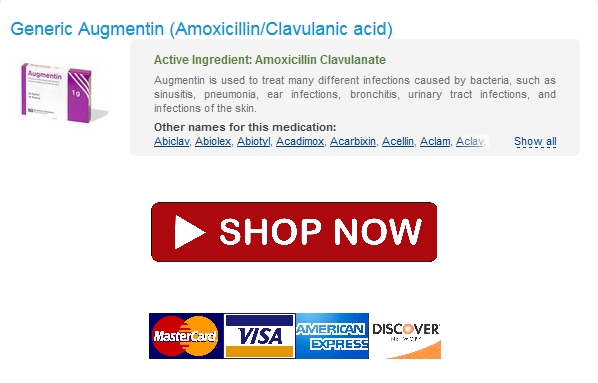 Generic Augmentin (Amoxicillin/Clavulanic acid)
Augmentin
1g
Active Ingredient: Amoxicillin Clavulanate
Augmentin is used to treat many different infections caused by bacteria, such as
sinusitis, pneumonia, ear infections, bronchitis, urinary tract infections, and
infections of the skin.
Other names for this medication:
Abiclav, Abiolex, Abiotyl, Acadimox, Acarbixin, Acellin, Aclam, Aclav, Show all
SHOP NOW
MasterCard VISA AMERICAN EXPRESS DISCOVER NETWORK